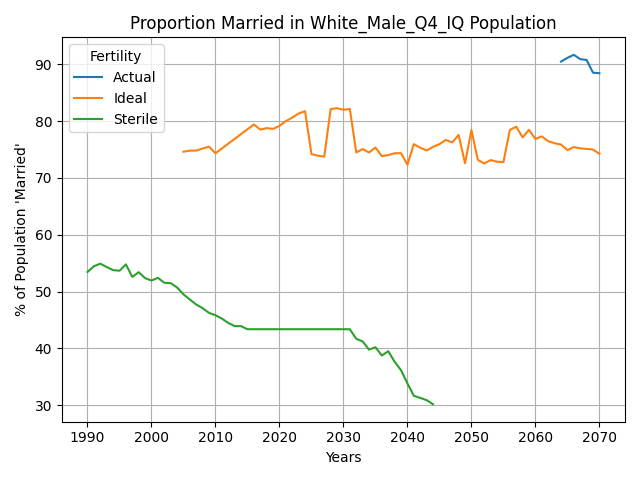 Proportion Married in White_Male_Q4_IQ Population
Fertility
Actual
Ideal
Sterile
% of Population 'Married'
90
80
70
60
50
40
30
1990 2000 2010 2020 2030 2040 2050 2060 2070
Years